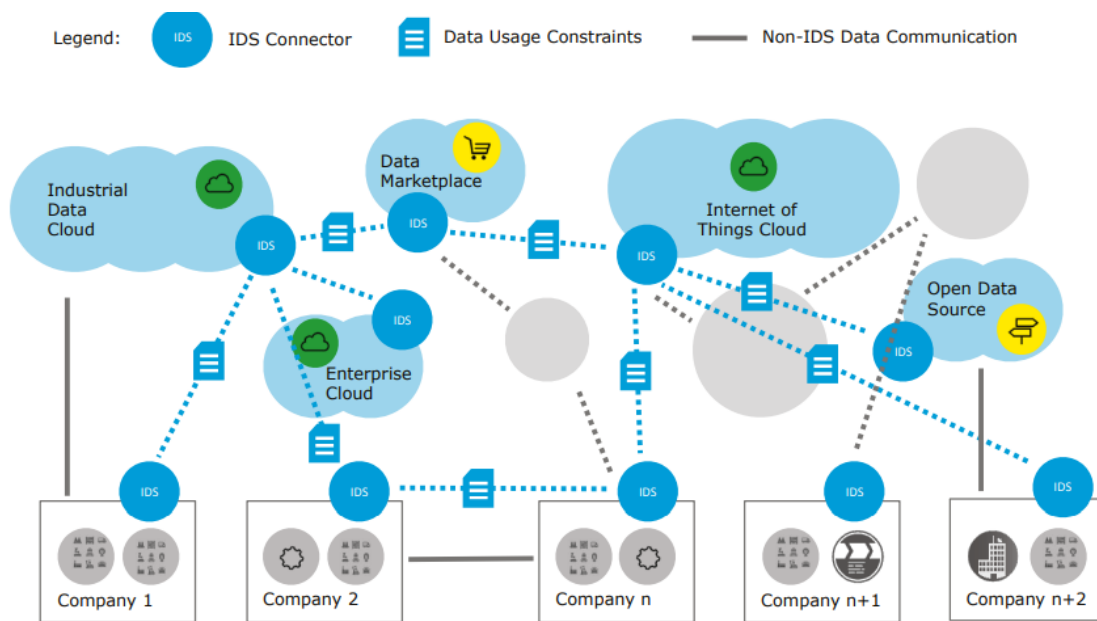 Legend:
IDS
IDS Connector
Data Usage Constraints
Non-IDS Data Communication
Industrial
Data
Cloud
Data
Marketplace
Internet of
Things Cloud
IDS
IDS
IDS
Open Data
Source
IDS
IDS
Enterprise
Cloud
IDS
IDS
IDS
IDS
IDS
Company 1
Company 2
Company n
Company n+1
Company n+2